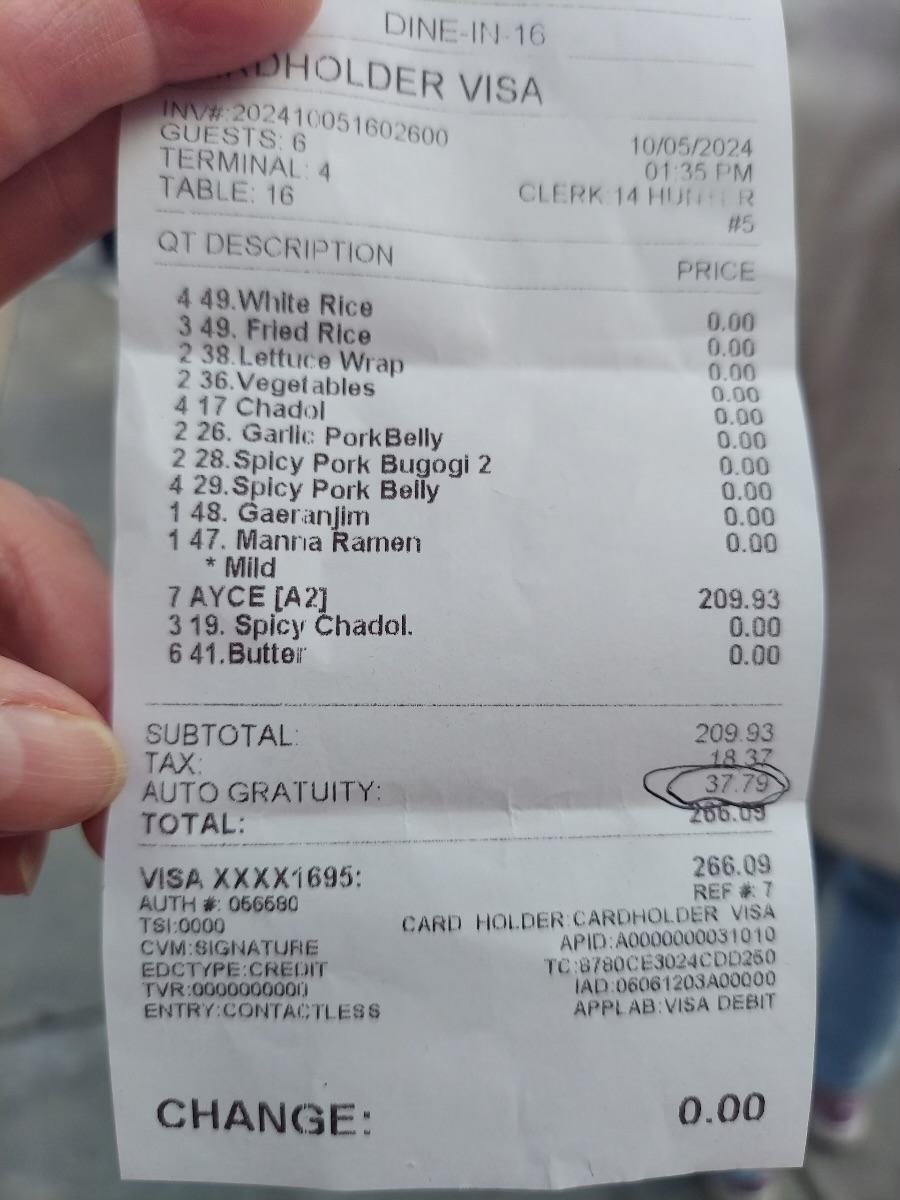 DINE-IN-16
CARDHOLDER VISA
INV#:202410051602600
GUESTS: 6 10/05/2024
TERMINAL: 4 01:35 PM
TABLE: 16 CLERK:14
#5
QT DESCRIPTION PRICE
4 49.White Rice 0.00
3 49. Fried Rice 0.00
2 38.Lettuce Wrap 0.00
2 36.Vegetables 0.00
4 17 Chadol 0.00
2 26. Garlic PorkBelly 0.00
2 28.Spicy Pork Bugogi 2 0.00
4 29.Spicy Pork Belly 0.00
1 48. Gaeranjim 0.00
1 47. Manna Ramen 0.00
* Mild
7 AYCE [A2] 209.93
3 19. Spicy Chadol. 0.00
6 41.Butter 0.00
SUBTOTAL: 209.93
TAX: 18.37
AUTO GRATUITY: 37.79
TOTAL: 266.09
VISA XXXX1695: 266.09
AUTH #: 056580 REF #: 7
TSI:0000 CARD HOLDER:CARDHOLDER VISA
CVM:SIGNATURE APID:A0000000031010
EDCTYPE:CREDIT TC:8780CE3024CDD260
TVR:0000000000 IAD:06061203A00000
ENTRY:CONTACTLESS APPLAB:VISA DEBIT
CHANGE: 0.00